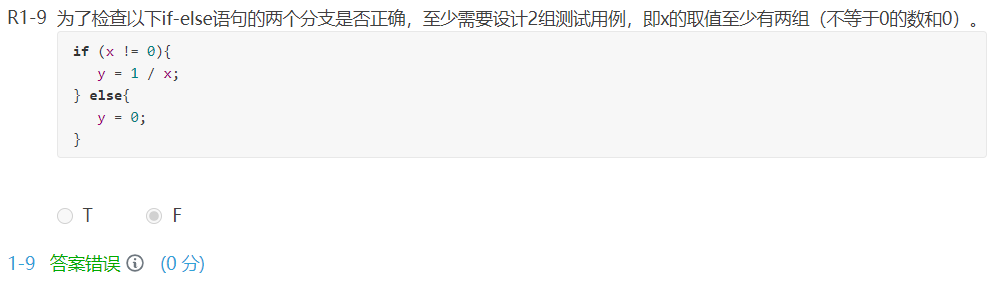 R1-9 为了检查以下if-else语句的两个分支是否正确，至少需要设计2组测试用例，即x的取值至少有两组（不等于0的数和0）。
if (x != 0){
y = 1 / x;
} else{
y = 0;
}
T F
1-9 答案错误 (0 分)